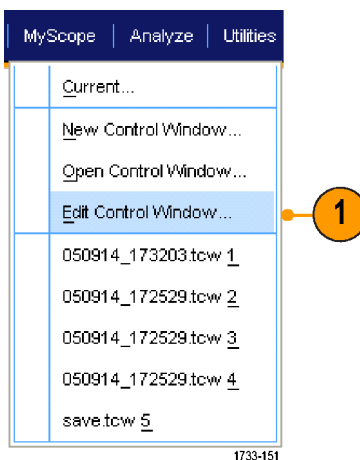 MyScope | Analyze | Utilities
Current...
New Control Window...
Open Control Window...
Edit Control Window...
1
050914_173203.tcw 1
050914_172529.tcw 2
050914_172529.tcw 3
050914_172529.tcw 4
save.tcw 5
1733-151